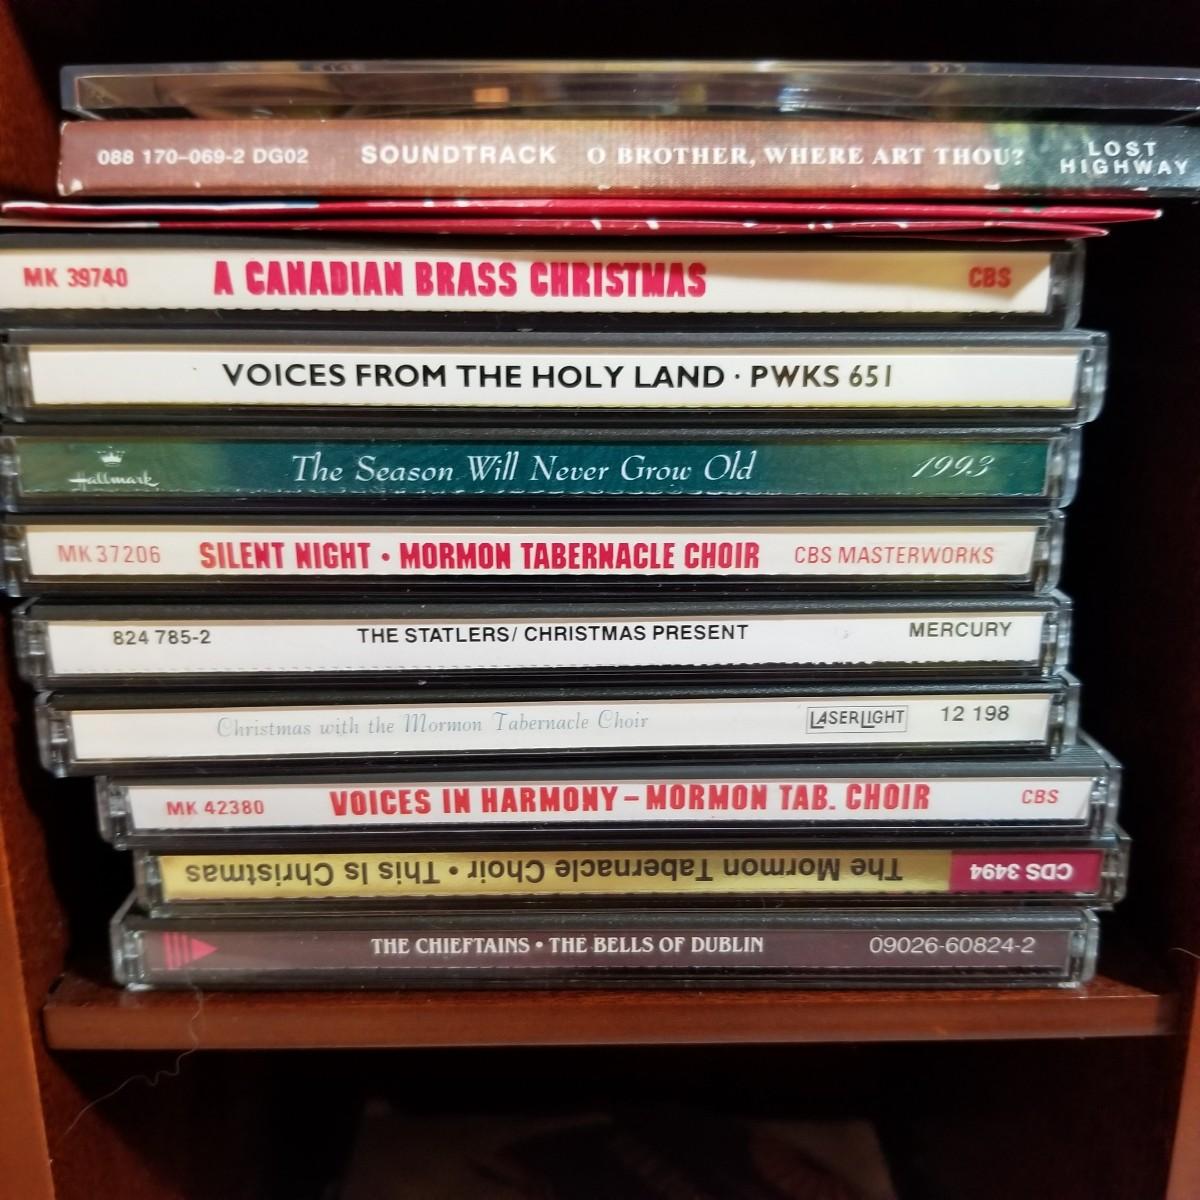 088 170-069-2 DG02 SOUNDTRACK O BROTHER, WHERE ART THOU? LOST HIGHWAY
MK 39740 A CANADIAN BRASS CHRISTMAS CBS
VOICES FROM THE HOLY LAND · PWKS 651
Hallmark The Season Will Never Grow Old 1993
MK 37206 SILENT NIGHT • MORMON TABERNACLE CHOIR CBS MASTERWORKS
824 785-2 THE STATLERS/ CHRISTMAS PRESENT MERCURY
Christmas with the Mormon Tabernacle Choir LASERLIGHT 12 198
MK 42380 VOICES IN HARMONY – MORMON TAB. CHOIR CBS
The Mormon Tabernacle Choir • This Is Christmas CDS 3494
THE CHIEFTAINS • THE BELLS OF DUBLIN 09026-60824-2